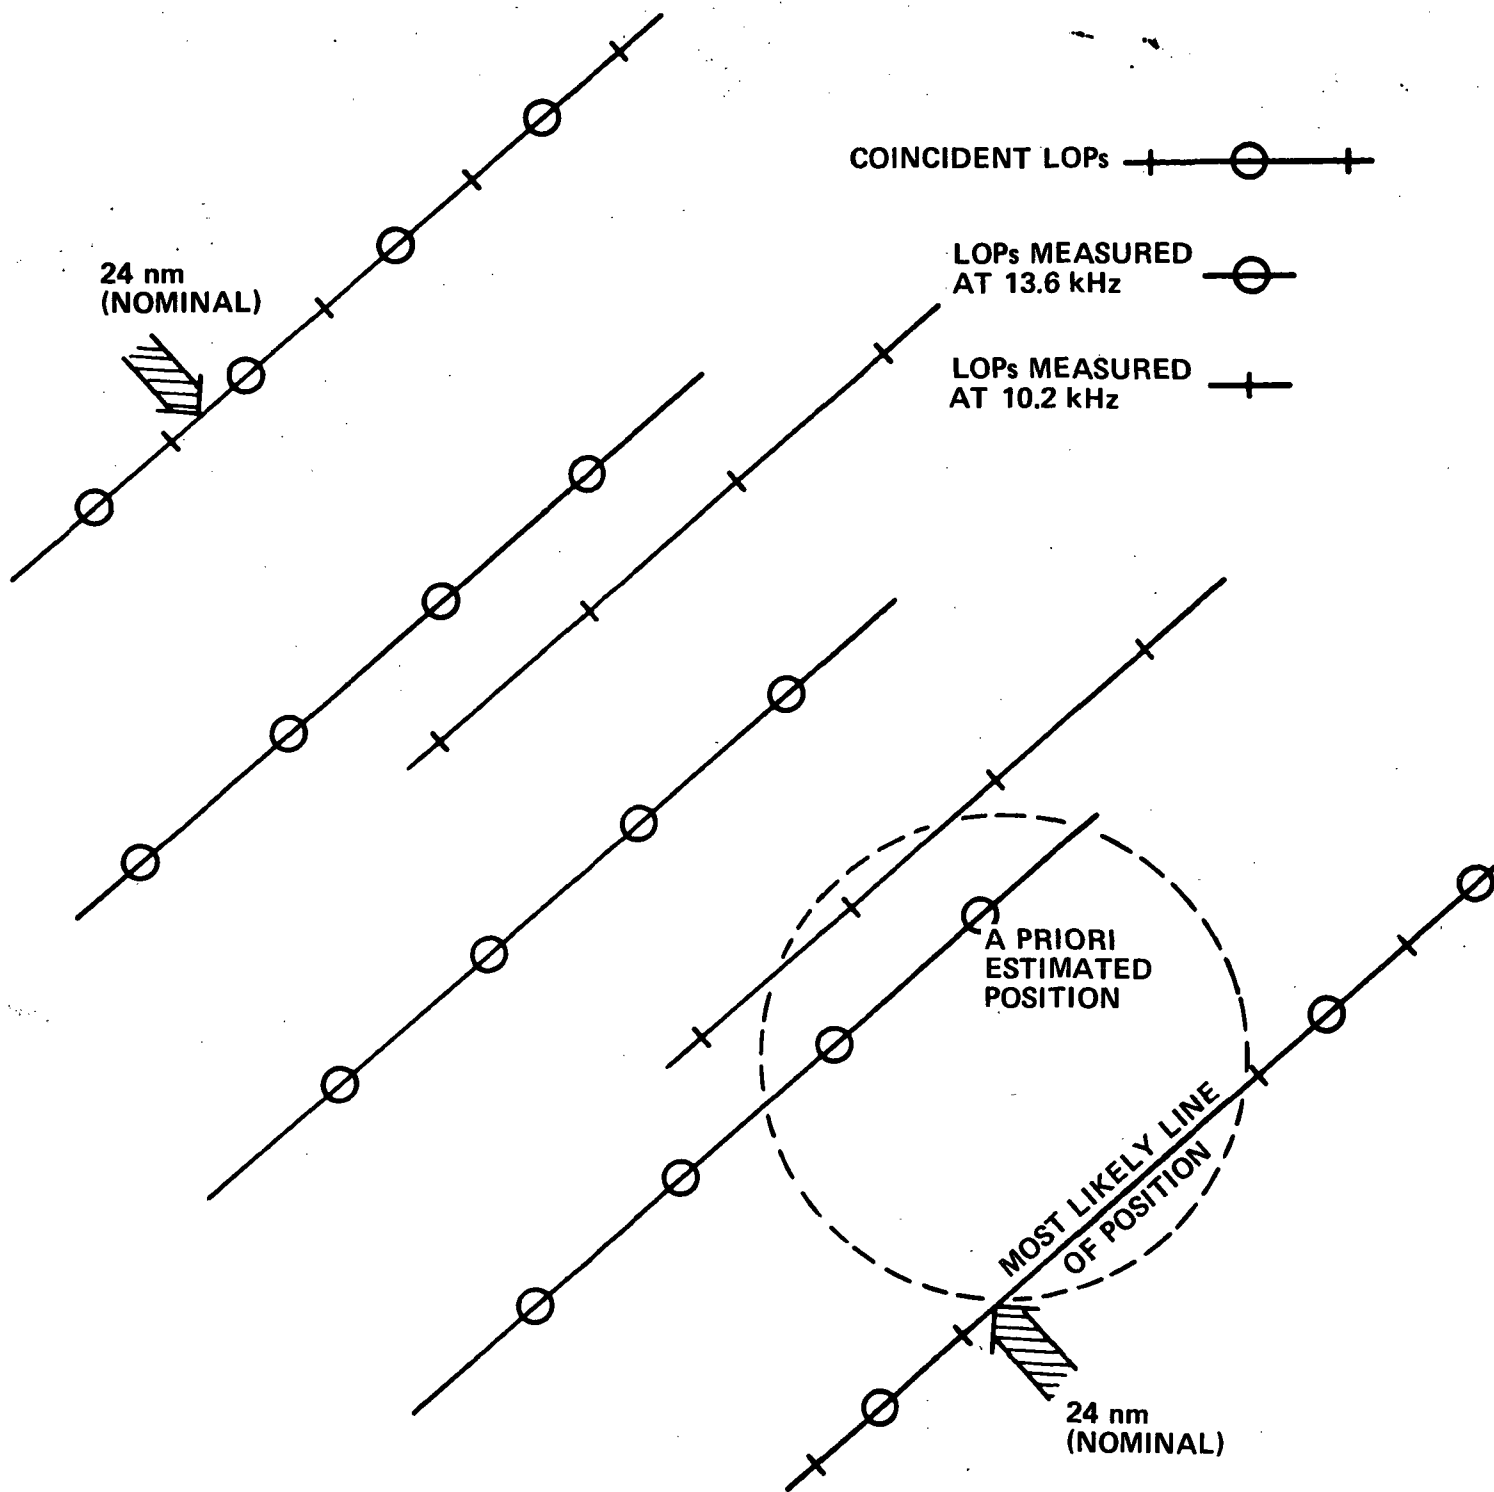 COINCIDENT LOPs
LOPs MEASURED
AT 13.6 kHz
24 nm
(NOMINAL)
LOPs MEASURED
AT 10.2 kHz
A PRIORI
ESTIMATED
POSITION
MOST LIKELY LINE
OF POSITION
24 nm
(NOMINAL)